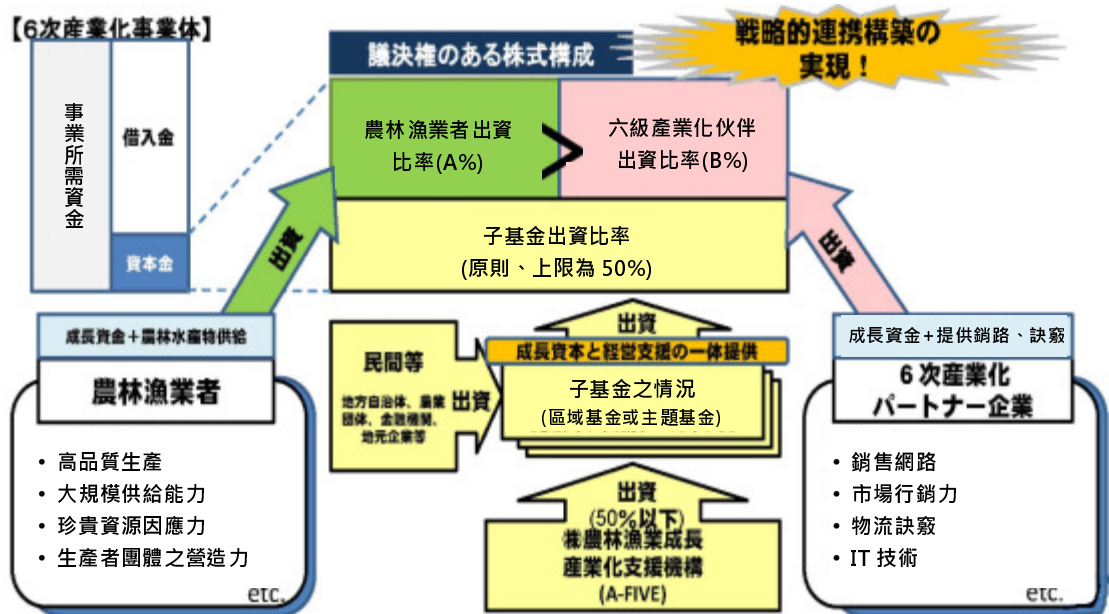 【6次産業化事業体】
事業所需資金
借入金
資本金
議決権のある株式構成
戦略的連携構築の
実現！
農林漁業者出資
比率(A%)
>
六級產業化伙伴
出資比率(B%)
子基金出資比率
(原則、上限為 50%)
出資
出資
成長資金＋農林水産物供給
農林漁業者
• 高品質生產
• 大規模供給能力
• 珍貴資源因應力
• 生產者團體之營造力
etc.
民間等
地方自治体、農業
団体、金融機関、
地元企業等
出資
出資
成長資本と経営支援の一体提供
子基金之情況
(區域基金或主題基金)
出資
(50%以下)
㈱農林漁業成長
産業化支援機構
(A-FIVE)
成長資金+提供銷路、訣竅
6次産業化
パートナー企業
• 銷售網路
• 市場行銷力
• 物流訣竅
• IT 技術
etc.